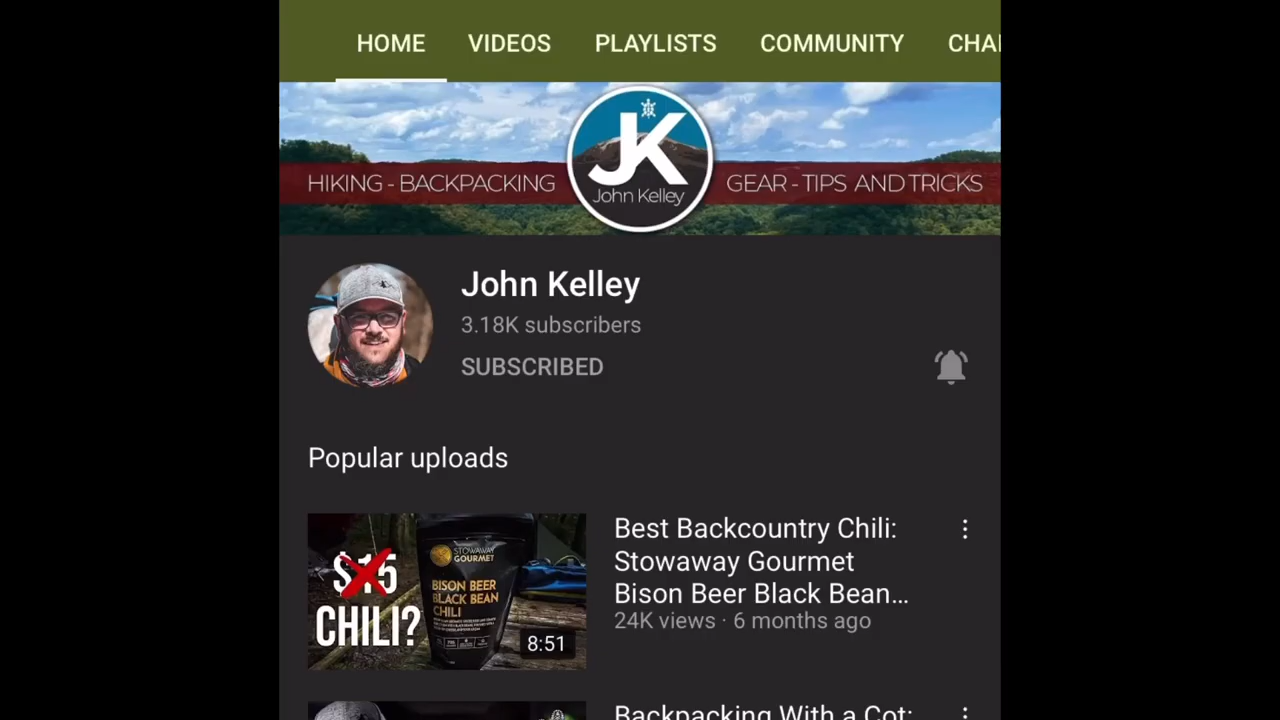 HOME VIDEOS PLAYLISTS COMMUNITY CHA
HIKING - BACKPACKING
JK
John Kelley
GEAR - TIPS AND TRICKS
John Kelley
3.18K subscribers
SUBSCRIBED
Popular uploads
$15
CHILI?
STOWAWAY
GOURMET
BISON BEER
BLACK BEAN
CHILI
8:51
Best Backcountry Chili:
Stowaway Gourmet
Bison Beer Black Bean...
24K views · 6 months ago
Backpacking With a Cot: